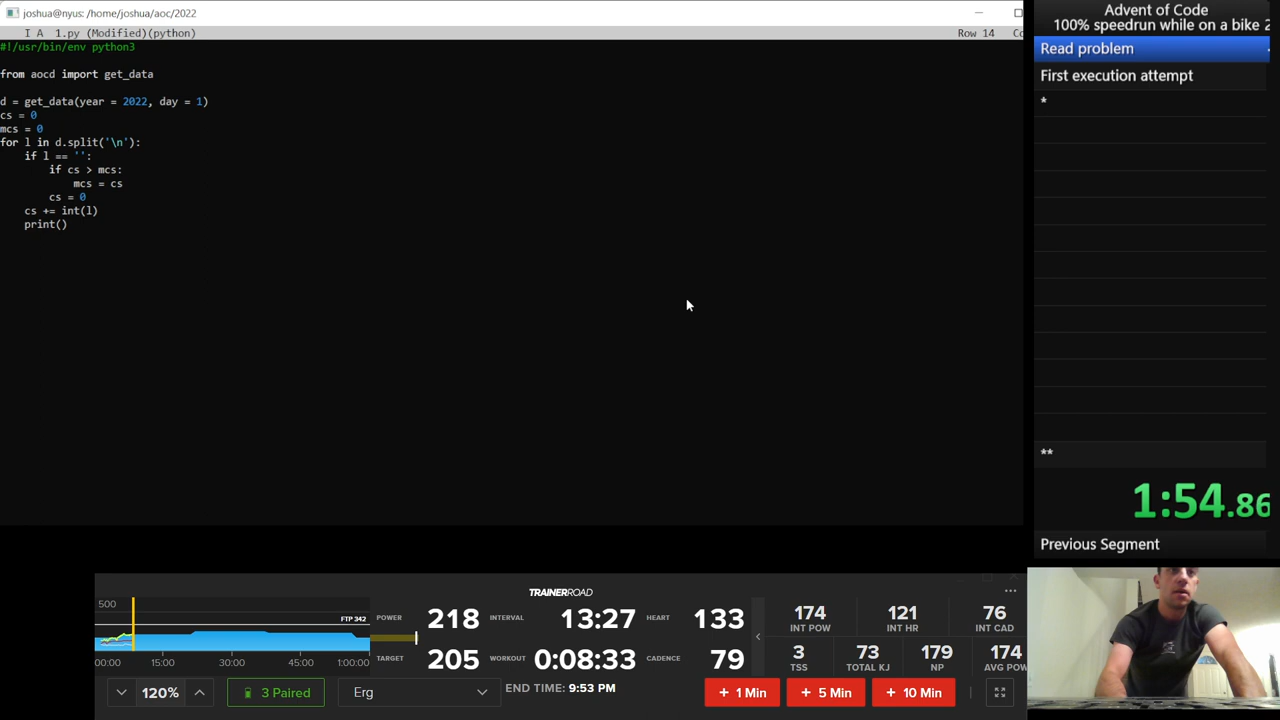 joshua@nyus: /home/joshua/aoc/2022
I A 1.py (Modified)(python) Row 14
#!/usr/bin/env python3
from aocd import get_data
d = get_data(year = 2022, day = 1)
cs = 0
mcs = 0
for l in d.split('\n'):
if l == '':
if cs > mcs:
mcs = cs
cs = 0
cs += int(l)
print()
Advent of Code
100% speedrun while on a bike 2
Read problem
First execution attempt
*
**
1:54.86
Previous Segment
TRAINERROAD
500
FTP 342
00:00 15:00 30:00 45:00 1:00:00
POWER 218 INTERVAL 13:27 HEART 133
TARGET 205 WORKOUT 0:08:33 CADENCE 79
174 121 76
INT POW INT HR INT CAD
3 73 179 174
TSS TOTAL KJ NP AVG POW
120% 3 Paired Erg END TIME: 9:53 PM + 1 Min + 5 Min + 10 Min